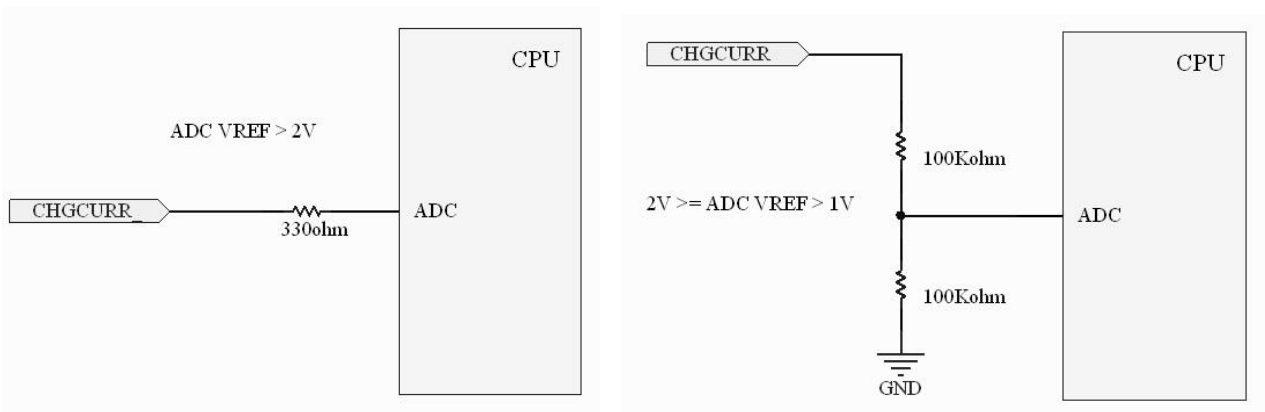 CPU
ADC VREF > 2V
CHGCURR_
ADC
330ohm
CHGCURR
CPU
100Kohm
2V >= ADC VREF > 1V
ADC
100Kohm
GND